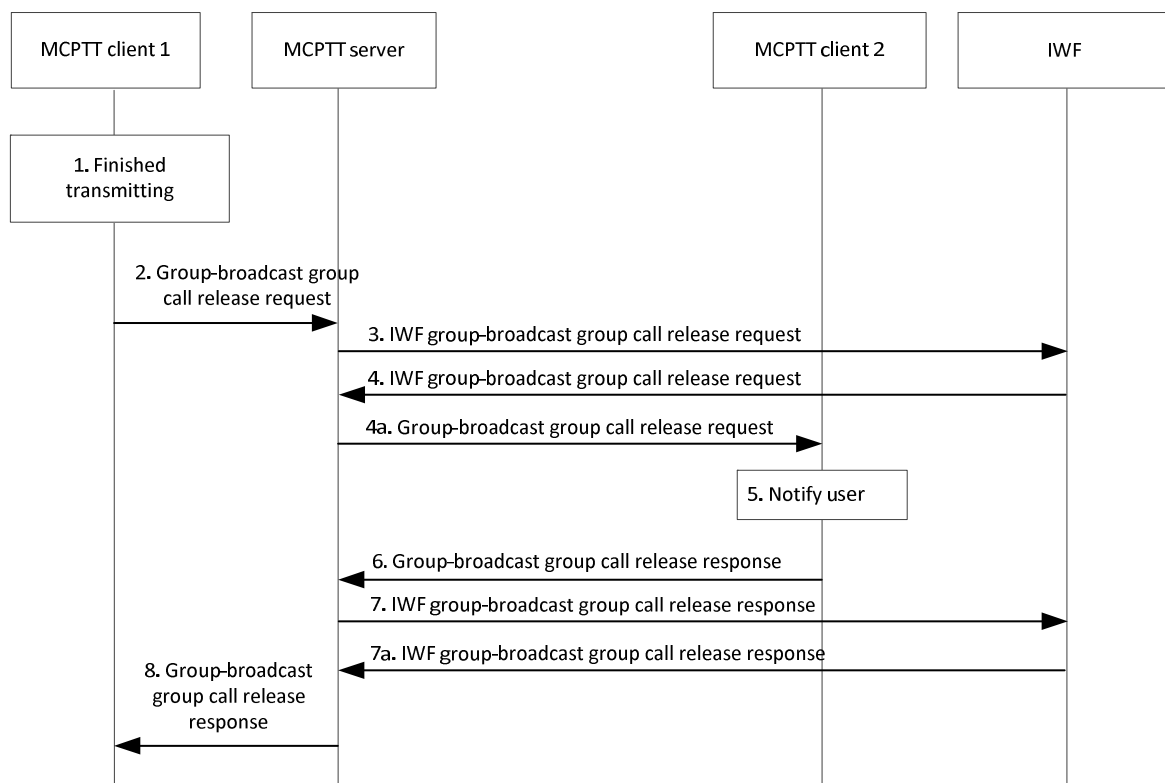 MCPTT client 1
MCPTT server
MCPTT client 2
IWF
1. Finished
transmitting
2. Group-broadcast group
call release request
3. IWF group-broadcast group call release request
4. IWF group-broadcast group call release request
4a. Group-broadcast group call release request
5. Notify user
6. Group-broadcast group call release response
7. IWF group-broadcast group call release response
7a. IWF group-broadcast group call release response
8. Group-broadcast
group call release
response